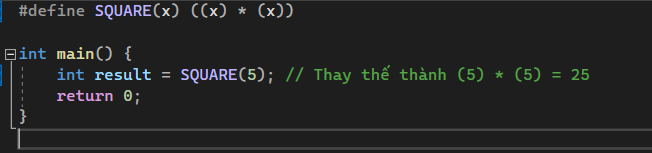 #define SQUARE(x) ((x) * (x))
int main() {
int result = SQUARE(5); // Thay thế thành (5) * (5) = 25
return 0;
}